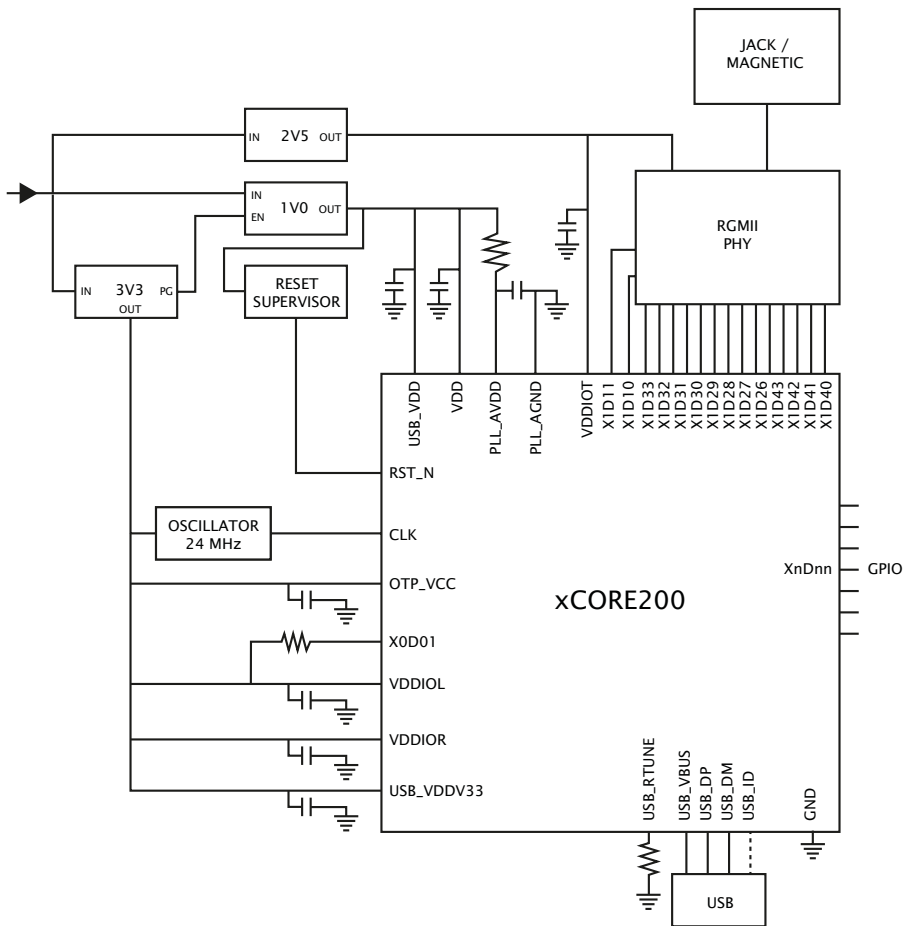 JACK /
MAGNETIC
IN 2V5 OUT
IN
1V0 OUT
EN
RGMII
PHY
IN 3V3 PG
OUT
RESET
SUPERVISOR
USB_VDD
VDD
PLL_AVDD
PLL_AGND
VDDIOT
X1D11
X1D10
X1D33
X1D32
X1D31
X1D30
X1D29
X1D28
X1D27
X1D26
X1D43
X1D42
X1D41
X1D40
RST_N
OSCILLATOR
24 MHz
CLK
XnDnn GPIO
OTP_VCC
xCORE200
X0D01
VDDIOL
VDDIOR
USB_VDDV33
USB_RTUNE
USB_VBUS
USB_DP
USB_DM
USB_ID
GND
USB